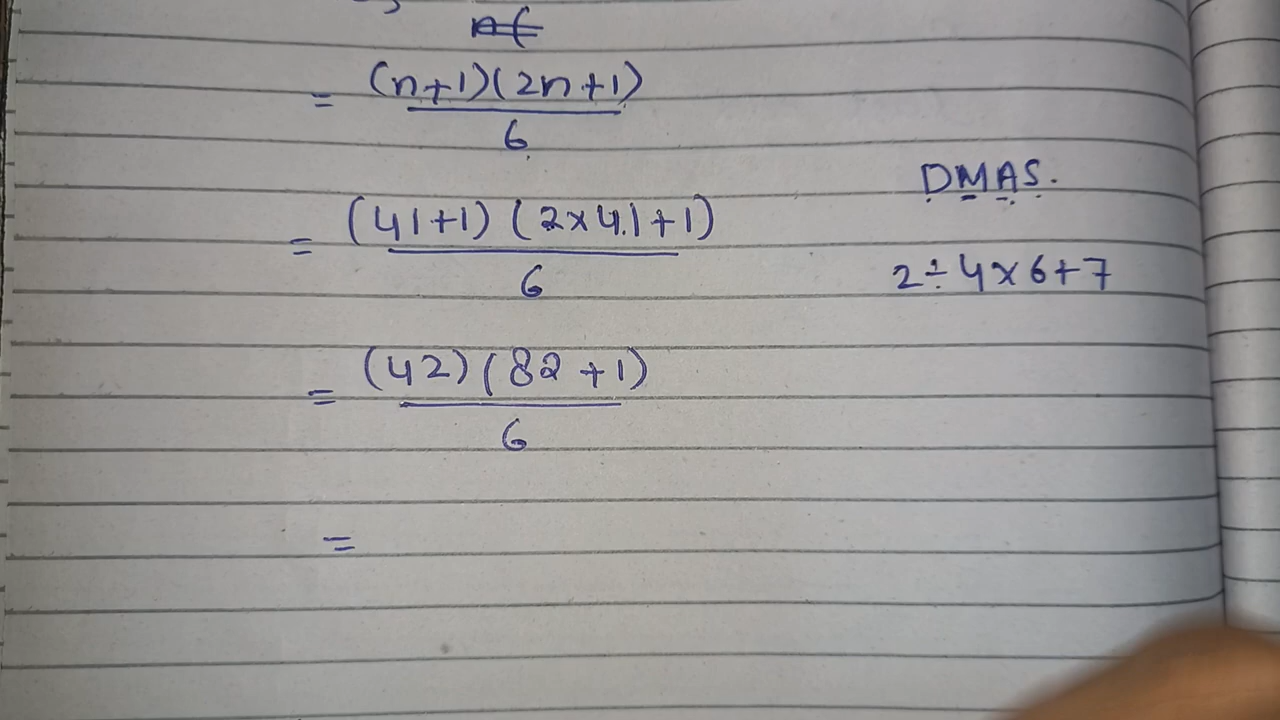 = (n+1)(2n+1)
6
DMAS.
= (41+1) (2×41+1)
6
2÷4×6+7
= (42)(82+1)
6
=